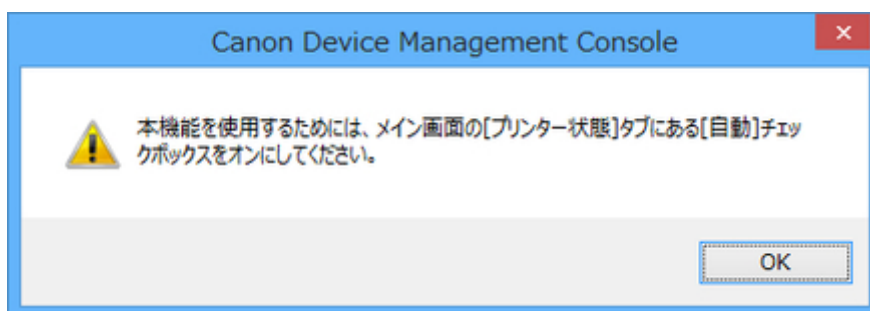 Canon Device Management Console
本機能を使用するためには、メイン画面の[プリンター状態]タブにある[自動]チェッ
クボックスをオンにしてください。
OK